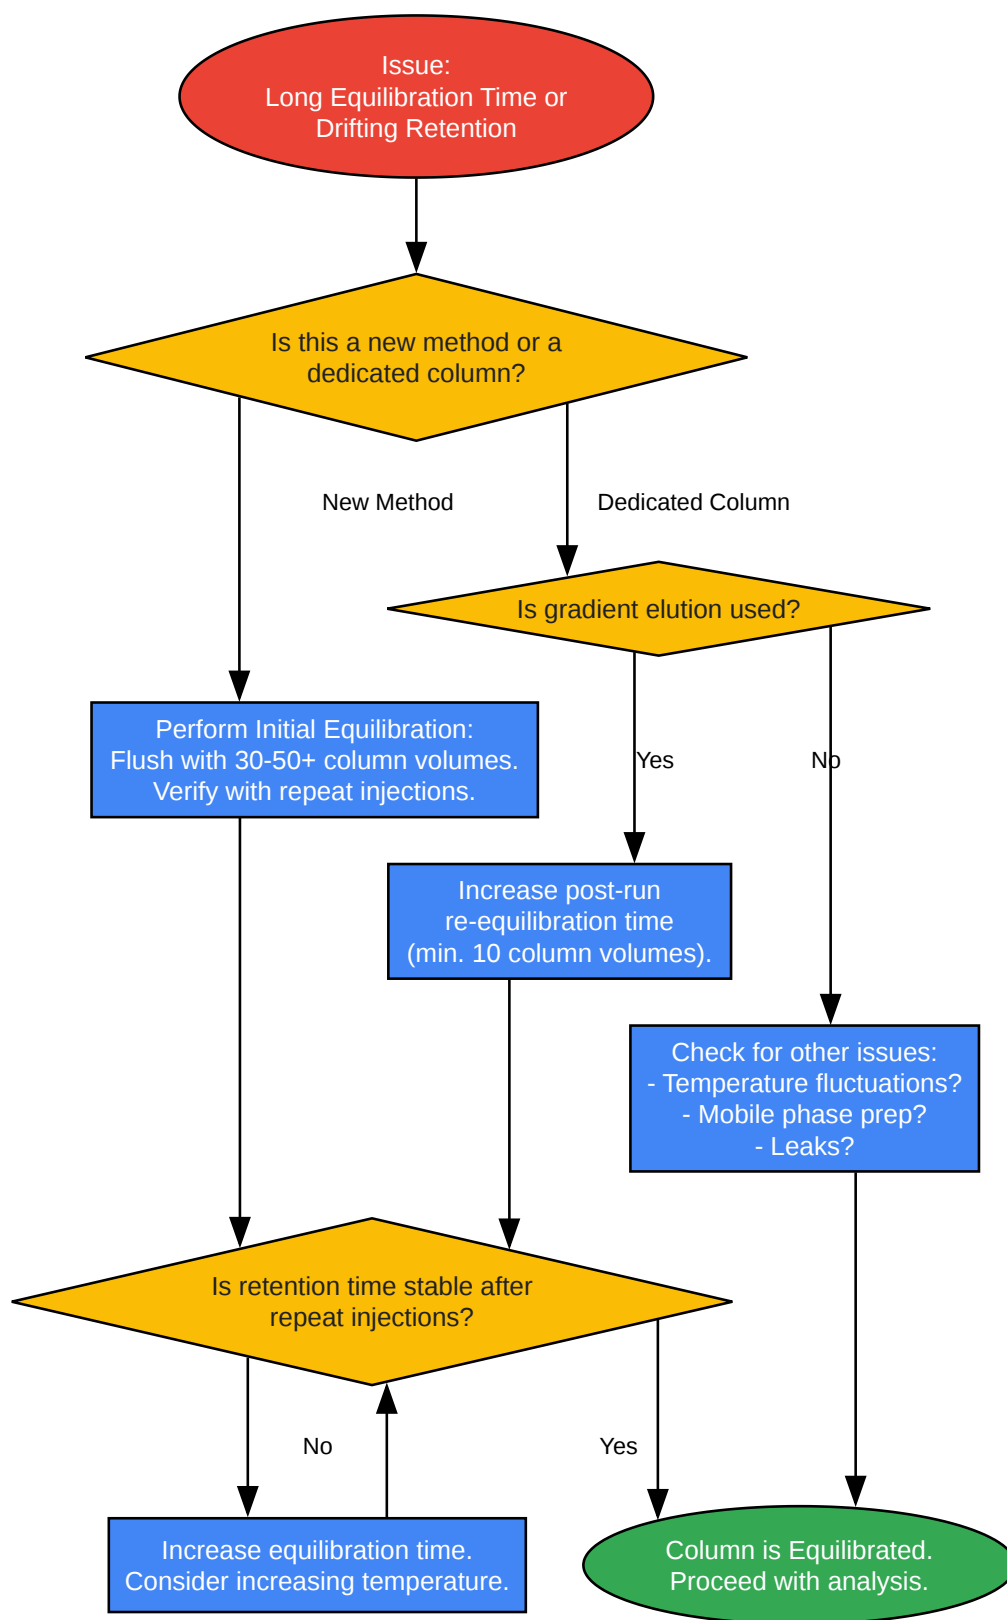 Issue:
Long Equilibration Time or
Drifting Retention
Is this a new method or a
dedicated column?
New Method
Dedicated Column
Is gradient elution used?
Perform Initial Equilibration:
Flush with 30-50+ column volumes.
Verify with repeat injections.
Yes
No
Increase post-run
re-equilibration time
(min. 10 column volumes).
Check for other issues:
- Temperature fluctuations?
- Mobile phase prep?
- Leaks?
Is retention time stable after
repeat injections?
No
Yes
Increase equilibration time.
Consider increasing temperature.
Column is Equilibrated.
Proceed with analysis.